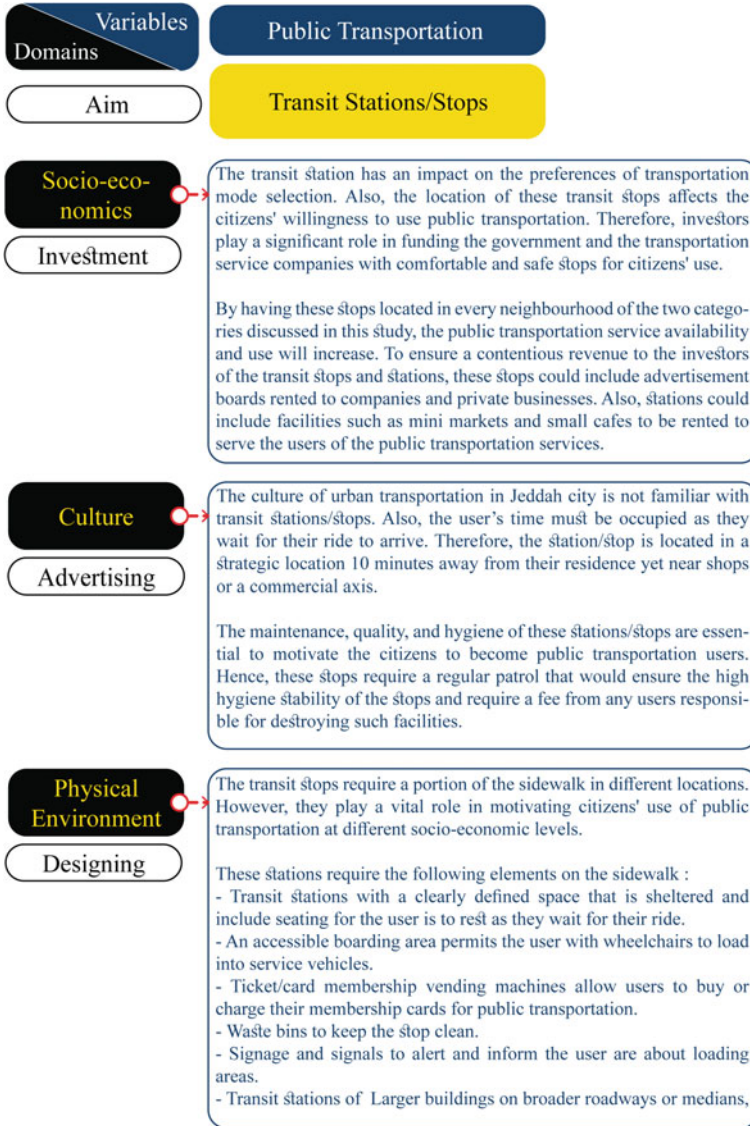 Variables
Domains
Public Transportation
Aim
Transit Stations/Stops
Socio-eco-
nomics
Investment
The transit station has an impact on the preferences of transportation
mode selection. Also, the location of these transit stops affects the
citizens' willingness to use public transportation. Therefore, investors
play a significant role in funding the government and the transportation
service companies with comfortable and safe stops for citizens' use.
By having these stops located in every neighbourhood of the two catego-
ries discussed in this study, the public transportation service availability
and use will increase. To ensure a contentious revenue to the investors
of the transit stops and stations, these stops could include advertisement
boards rented to companies and private businesses. Also, stations could
include facilities such as mini markets and small cafes to be rented to
serve the users of the public transportation services.
Culture
Advertising
The culture of urban transportation in Jeddah city is not familiar with
transit stations/stops. Also, the user’s time must be occupied as they
wait for their ride to arrive. Therefore, the station/stop is located in a
strategic location 10 minutes away from their residence yet near shops
or a commercial axis.
The maintenance, quality, and hygiene of these stations/stops are essen-
tial to motivate the citizens to become public transportation users.
Hence, these stops require a regular patrol that would ensure the high
hygiene stability of the stops and require a fee from any users responsi-
ble for destroying such facilities.
Physical
Environment
Designing
The transit stops require a portion of the sidewalk in different locations.
However, they play a vital role in motivating citizens' use of public
transportation at different socio-economic levels.
These stations require the following elements on the sidewalk :
- Transit stations with a clearly defined space that is sheltered and
include seating for the user is to rest as they wait for their ride.
- An accessible boarding area permits the user with wheelchairs to load
into service vehicles.
- Ticket/card membership vending machines allow users to buy or
charge their membership cards for public transportation.
- Waste bins to keep the stop clean.
- Signage and signals to alert and inform the user are about loading
areas.
- Transit stations of Larger buildings on broader roadways or medians,